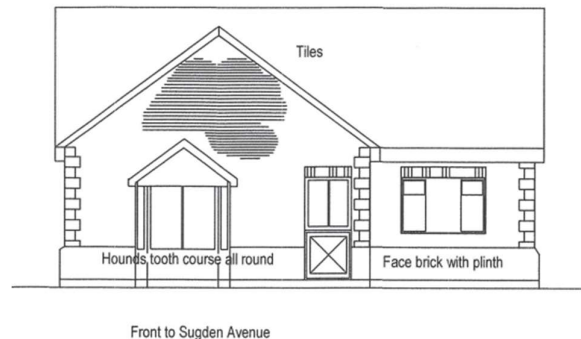 Tiles
Hounds tooth course all round
Face brick with plinth
Front to Sugden Avenue